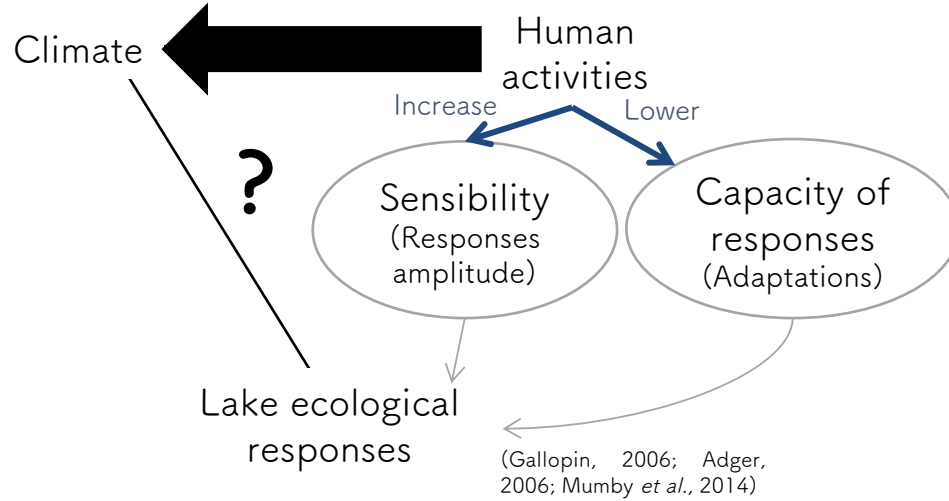 Climate
Human
activities
Increase
Lower
?
Sensibility
(Responses
amplitude)
Capacity of
responses
(Adaptations)
Lake ecological
responses
(Gallopin, 2006; Adger,
2006; Mumby et al., 2014)